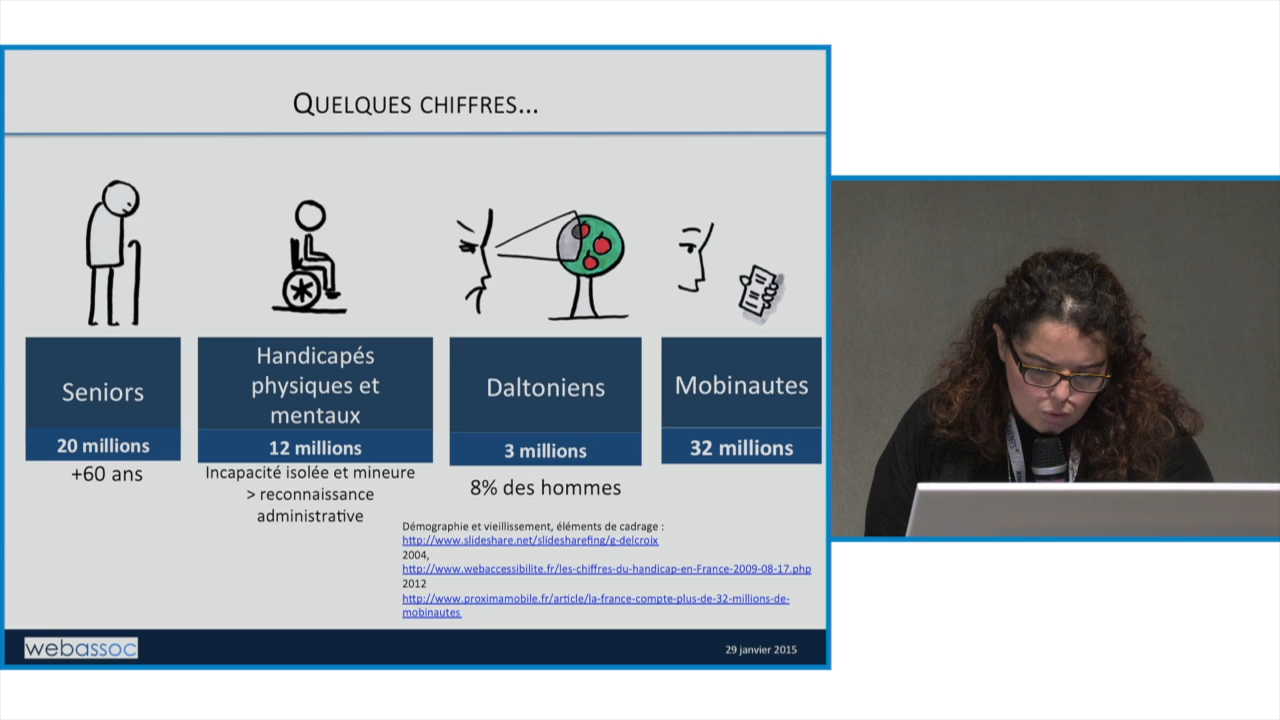 QUELQUES CHIFFRES...
Seniors
20 millions
+60 ans
Handicapés
physiques et
mentaux
12 millions
Incapacité isolée et mineure
> reconnaissance
administrative
Daltoniens
3 millions
8% des hommes
Mobinautes
32 millions
Démographie et vieillissement, éléments de cadrage :
http://www.slideshare.net/slidesharefing/g-delcroix
2004,
http://www.webaccessibilite.fr/les-chiffres-du-handicap-en-France-2009-08-17.php
2012
http://www.proximamobile.fr/article/la-france-compte-plus-de-32-millions-de-
mobinautes
webassoc
29 janvier 2015